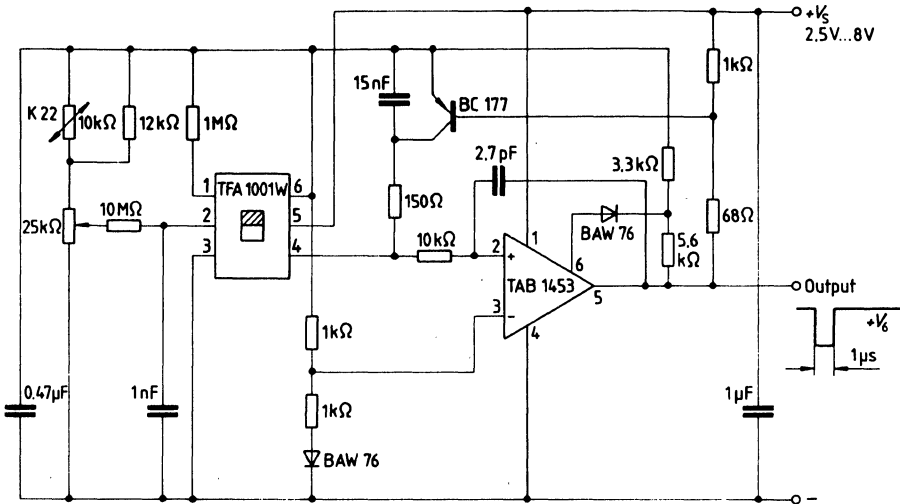 +VS
2,5V...8V
1kΩ
15nF
BC 177
K 22
10kΩ
12kΩ
1MΩ
2,7pF
3,3kΩ
TFA 1001W
1
6
2
5
3
4
150Ω
68Ω
25kΩ
10MΩ
BAW 76
10kΩ
5,6
kΩ
2
+
1
6
TAB 1453
5
3
−
4
Output
+V6
1µs
1kΩ
0,47µF
1nF
1kΩ
1µF
BAW 76
−